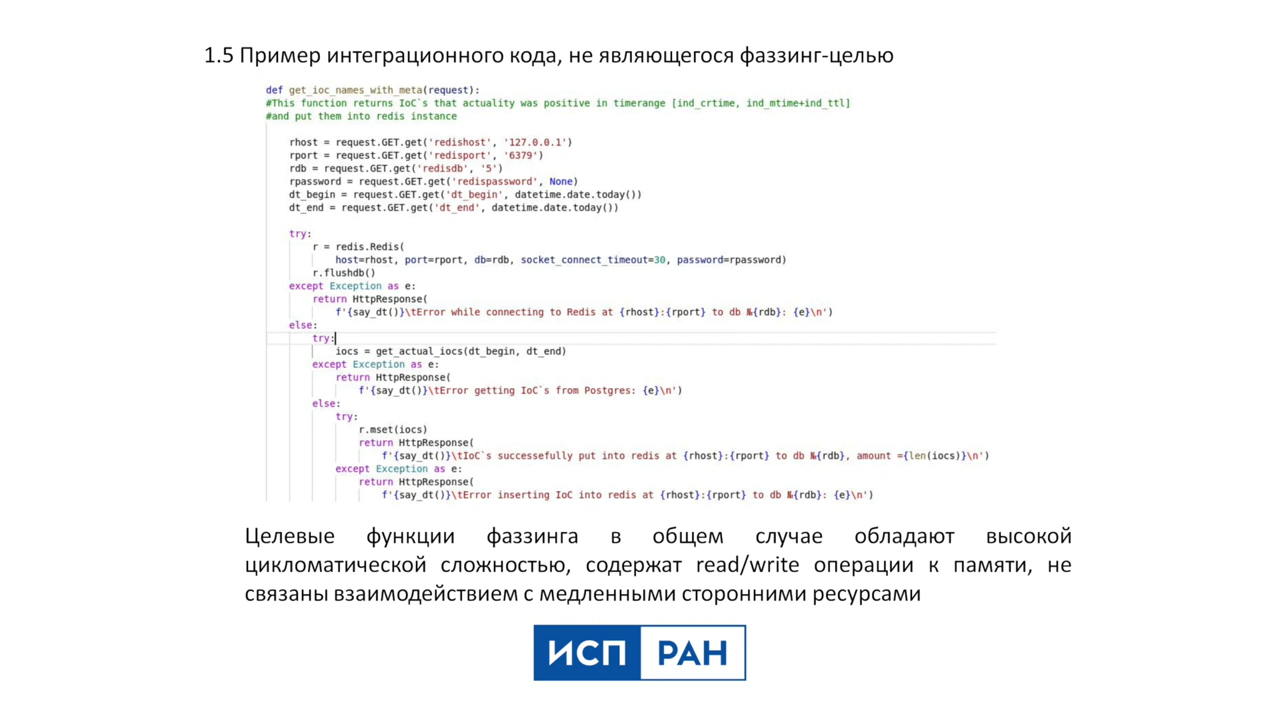 1.5 Пример интеграционного кода, не являющегося фаззинг-целью
def get_ioc_names_with_meta(request):
#This function returns IoC`s that actuality was positive in timerange [ind_crtime, ind_mtime+ind_ttl]
#and put them into redis instance
rhost = request.GET.get('redishost', '127.0.0.1')
rport = request.GET.get('redisport', '6379')
rdb = request.GET.get('redisdb', '5')
rpassword = request.GET.get('redispassword', None)
dt_begin = request.GET.get('dt_begin', datetime.date.today())
dt_end = request.GET.get('dt_end', datetime.date.today())
try:
r = redis.Redis(
host=rhost, port=rport, db=rdb, socket_connect_timeout=30, password=rpassword)
r.flushdb()
except Exception as e:
return HttpResponse(
f'{say_dt()}\tError while connecting to Redis at {rhost}:{rport} to db №{rdb}: {e}\n')
else:
try:
iocs = get_actual_iocs(dt_begin, dt_end)
except Exception as e:
return HttpResponse(
f'{say_dt()}\tError getting IoC`s from Postgres: {e}\n')
else:
try:
r.mset(iocs)
return HttpResponse(
f'{say_dt()}\tIoC`s successefully put into redis at {rhost}:{rport} to db №{rdb}, amount ={len(iocs)}\n')
except Exception as e:
return HttpResponse(
f'{say_dt()}\tError inserting IoC into redis at {rhost}:{rport} to db №{rdb}: {e}\n')
Целевые функции фаззинга в общем случае обладают высокой
цикломатической сложностью, содержат read/write операции к памяти, не
связаны взаимодействием с медленными сторонними ресурсами
ИСП РАН